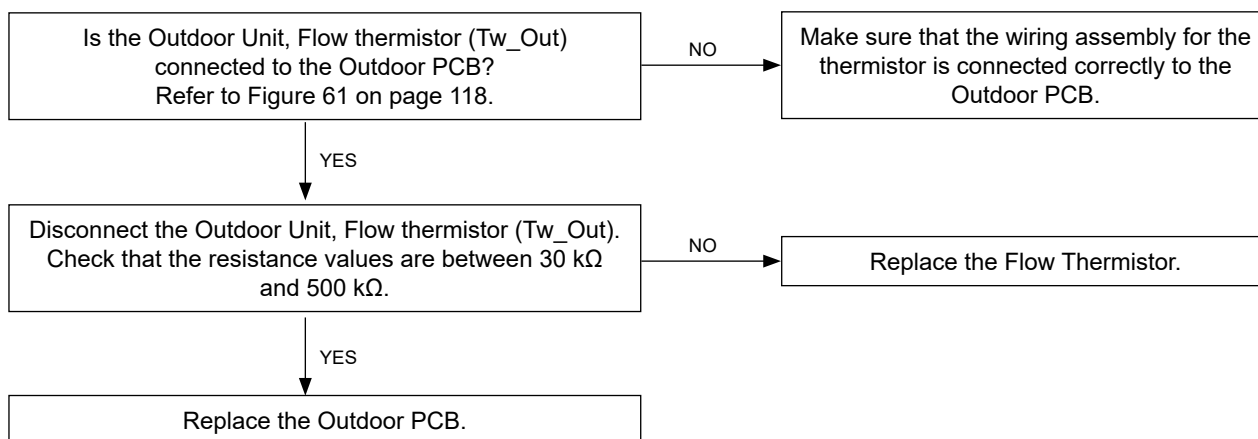 Is the Outdoor Unit, Flow thermistor (Tw_Out)
connected to the Outdoor PCB?
Refer to Figure 61 on page 118.
NO
Make sure that the wiring assembly for the
thermistor is connected correctly to the
Outdoor PCB.
YES
Disconnect the Outdoor Unit, Flow thermistor (Tw_Out).
Check that the resistance values are between 30 kΩ
and 500 kΩ.
NO
Replace the Flow Thermistor.
YES
Replace the Outdoor PCB.